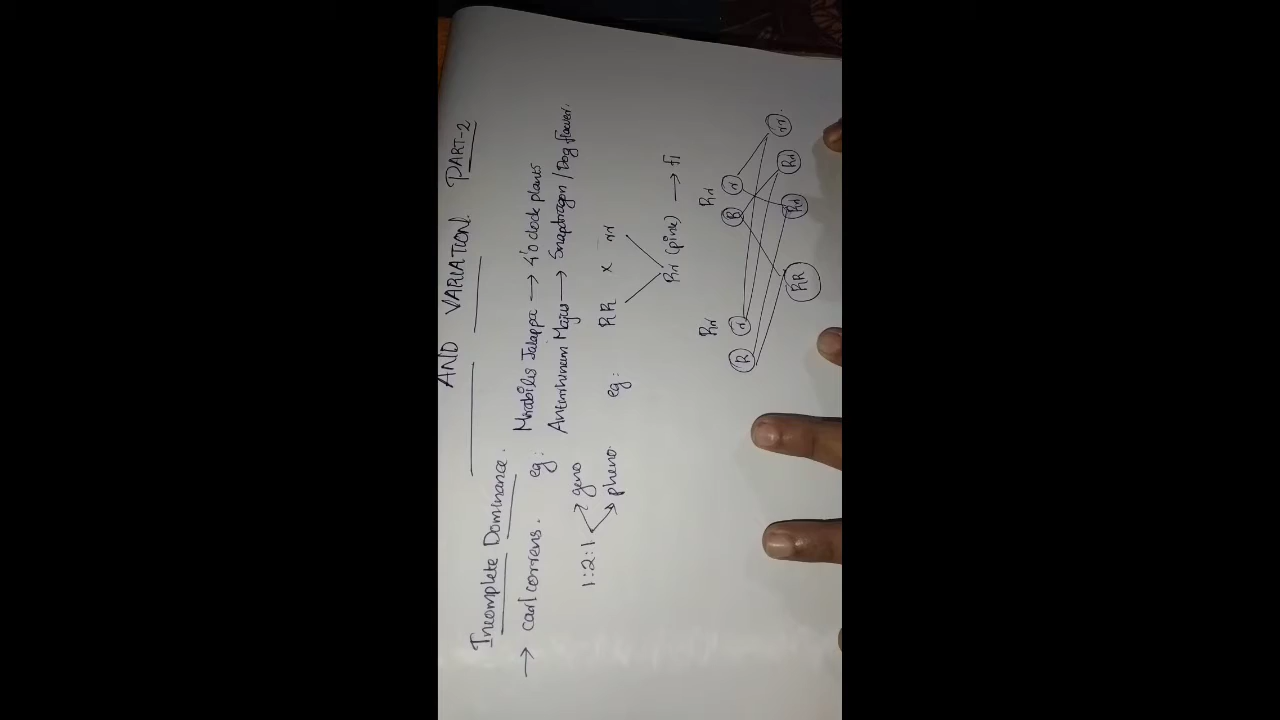 AND VARIATION. PART-2
Incomplete Dominance.
→ Carl correns. eg: Mirabilis Jalappa → 4'o clock plants
Antirrhinum Majus → Snapdragon / Dog flower.
1:2:1 geno
pheno.
eg: RR x rr
Rr (pink) → F1
Rr Rr
R r R r
RR Rr Rr rr